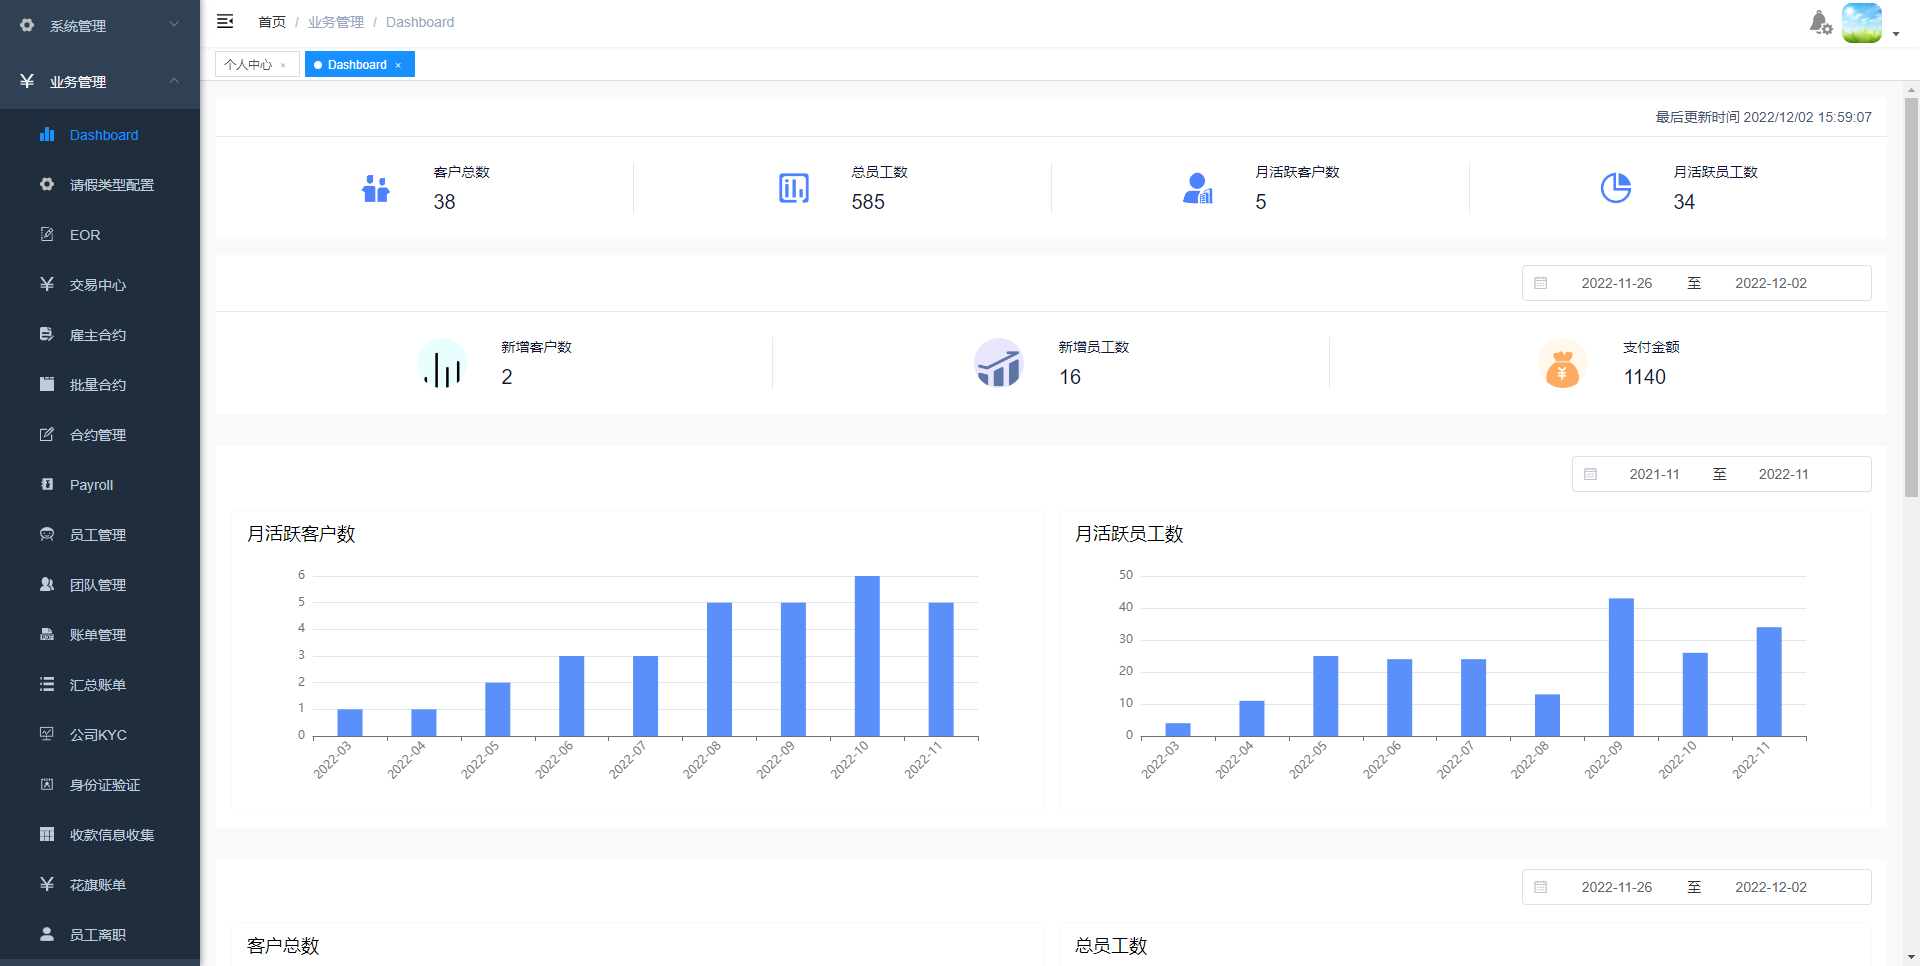 系统管理
业务管理
Dashboard
请假类型配置
EOR
交易中心
雇主合约
批量合约
合约管理
Payroll
员工管理
团队管理
账单管理
汇总账单
公司KYC
身份证验证
收款信息收集
花旗账单
员工离职
首页 / 业务管理 / Dashboard
个人中心 ×
Dashboard ×
最后更新时间 2022/12/02 15:59:07
客户总数
38
总员工数
585
月活跃客户数
5
月活跃员工数
34
2022-11-26 至 2022-12-02
新增客户数
2
新增员工数
16
支付金额
1140
2021-11 至 2022-11
月活跃客户数
6
5
4
3
2
1
0
2022-03 2022-04 2022-05 2022-06 2022-07 2022-08 2022-09 2022-10 2022-11
月活跃员工数
50
40
30
20
10
0
2022-03 2022-04 2022-05 2022-06 2022-07 2022-08 2022-09 2022-10 2022-11
2022-11-26 至 2022-12-02
客户总数
总员工数